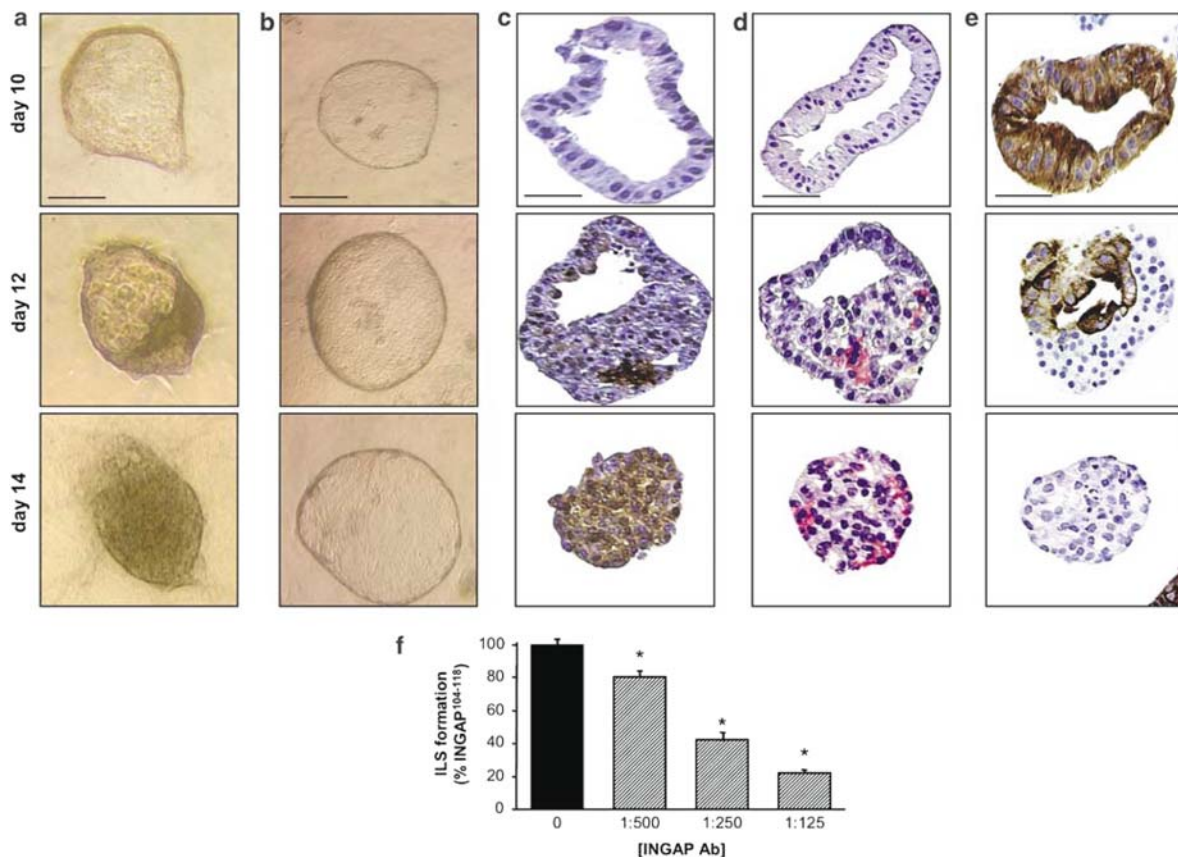 a b c d e
day 10
day 12
day 14
f
ILS formation
(% INGAP¹⁰⁴⁻¹¹⁸)
100
80
60
40
20
0
*
*
*
0 1:500 1:250 1:125
[INGAP Ab]